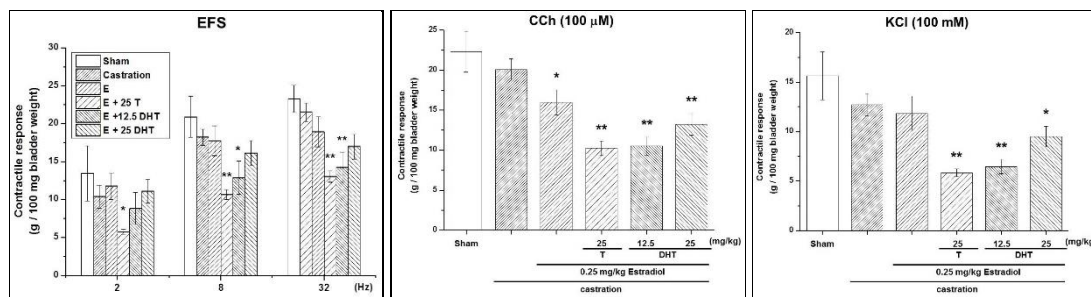 EFS
Contractile response
(g / 100 mg bladder weight)
30
25
20
15
10
5
0
Sham
Castration
E
E + 25 T
E +12.5 DHT
E + 25 DHT
*
**
*
**
**
2 8 32 (Hz)
CCh (100 µM)
Contractile response
(g / 100 mg bladder weight)
25
20
15
10
5
0
*
**
**
**
Sham
25 12.5 25 (mg/kg)
T DHT
0.25 mg/kg Estradiol
castration
KCl (100 mM)
Contractile response
(g / 100 mg bladder weight)
20
15
10
5
0
**
**
*
Sham
25 12.5 25 (mg/kg)
T DHT
0.25 mg/kg Estradiol
castration